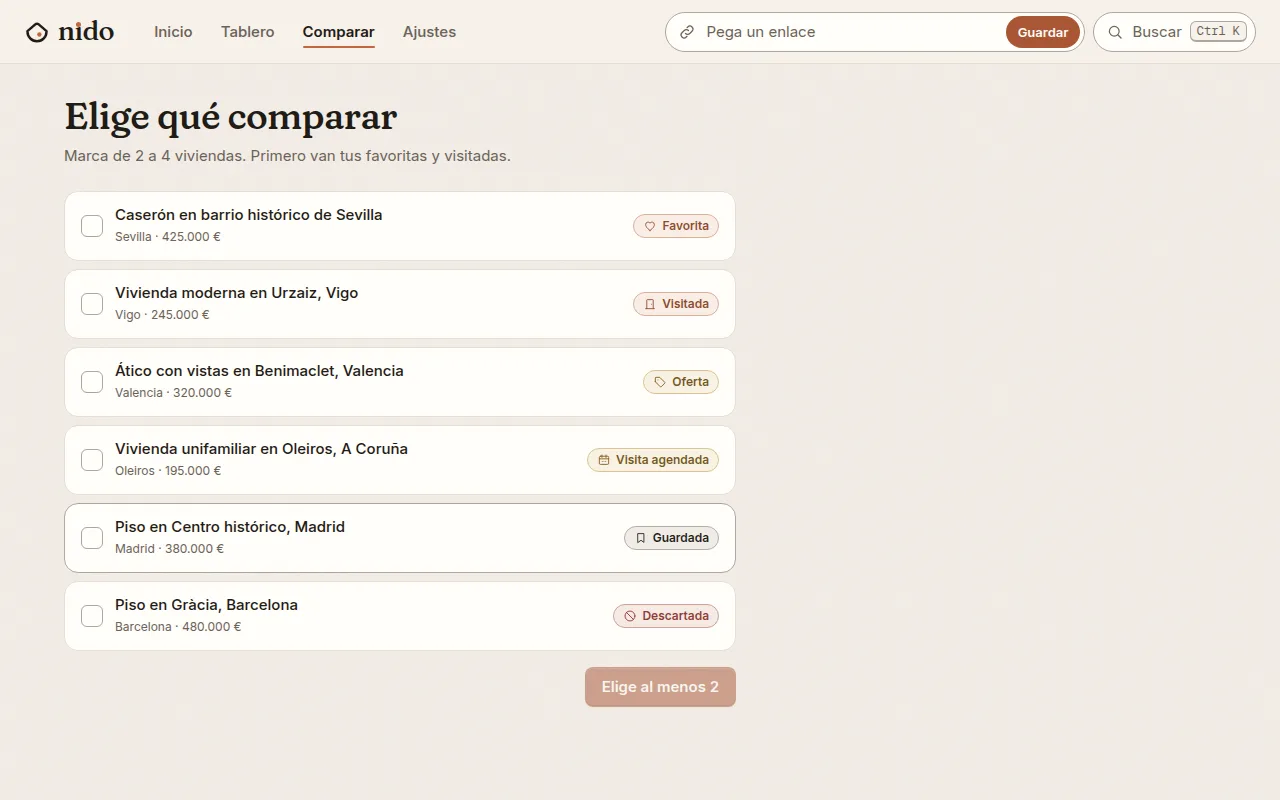 nido
Inicio
Tablero
Comparar
Ajustes
Pega un enlace
Guardar
Buscar
Ctrl K
Elige qué comparar
Marca de 2 a 4 viviendas. Primero van tus favoritas y visitadas.
Caserón en barrio histórico de Sevilla
Sevilla · 425.000 €
Favorita
Vivienda moderna en Urzaiz, Vigo
Vigo · 245.000 €
Visitada
Ático con vistas en Benimaclet, Valencia
Valencia · 320.000 €
Oferta
Vivienda unifamiliar en Oleiros, A Coruña
Oleiros · 195.000 €
Visita agendada
Piso en Centro histórico, Madrid
Madrid · 380.000 €
Guardada
Piso en Gràcia, Barcelona
Barcelona · 480.000 €
Descartada
Elige al menos 2